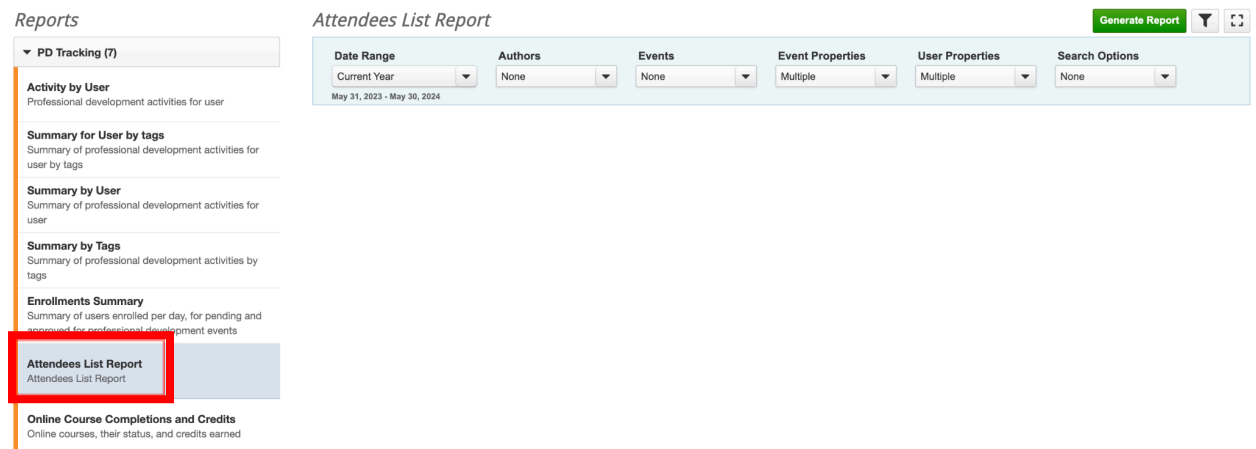 Reports
PD Tracking (7)
Activity by User
Professional development activities for user
Summary for User by tags
Summary of professional development activities for
user by tags
Summary by User
Summary of professional development activities for
user
Summary by Tags
Summary of professional development activities by
tags
Enrollments Summary
Summary of users enrolled per day, for pending and
approved for professional development events
Attendees List Report
Attendees List Report
Online Course Completions and Credits
Online courses, their status, and credits earned
Attendees List Report
Generate Report
Date Range Authors Events Event Properties User Properties Search Options
Current Year None None Multiple Multiple None
May 31, 2023 - May 30, 2024